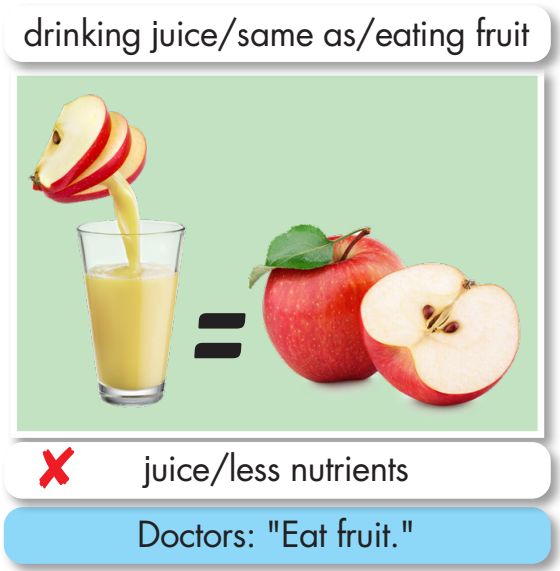 drinking juice/same as/eating fruit
=
✘ juice/less nutrients
Doctors: "Eat fruit."